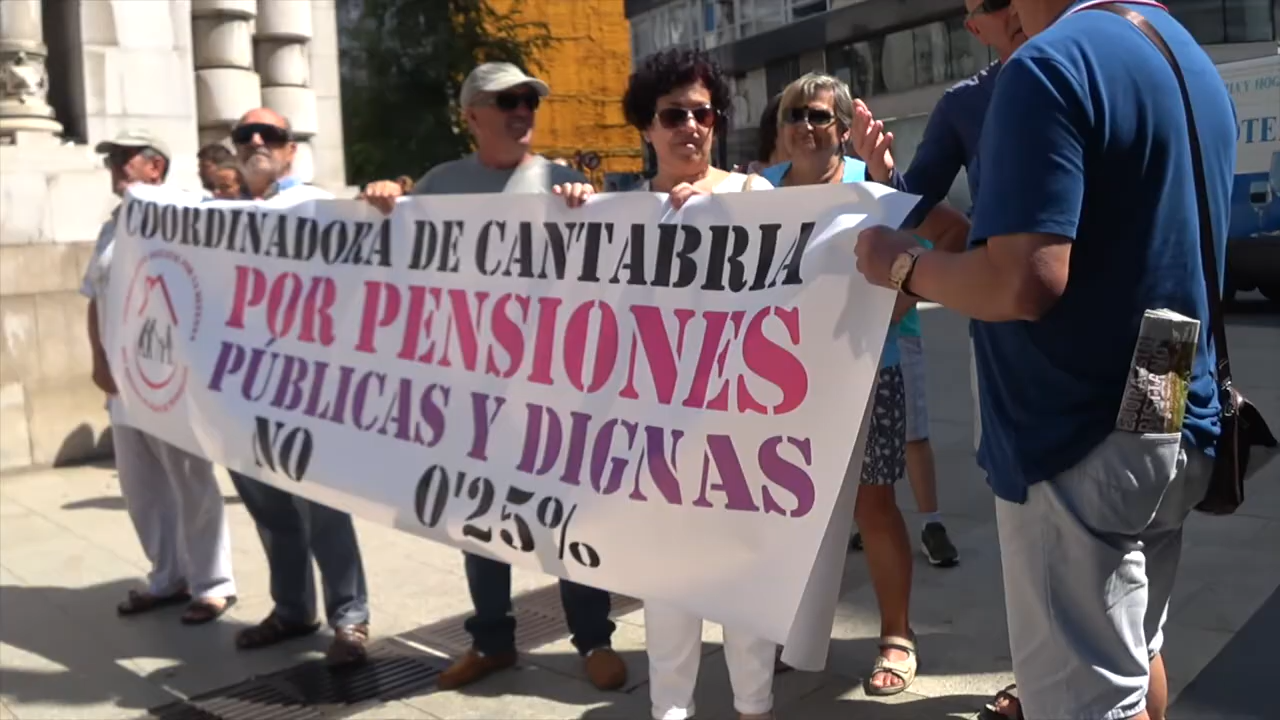 COORDINADORA DE CANTABRIA
POR PENSIONES
PÚBLICAS Y DIGNAS
NO 0'25%